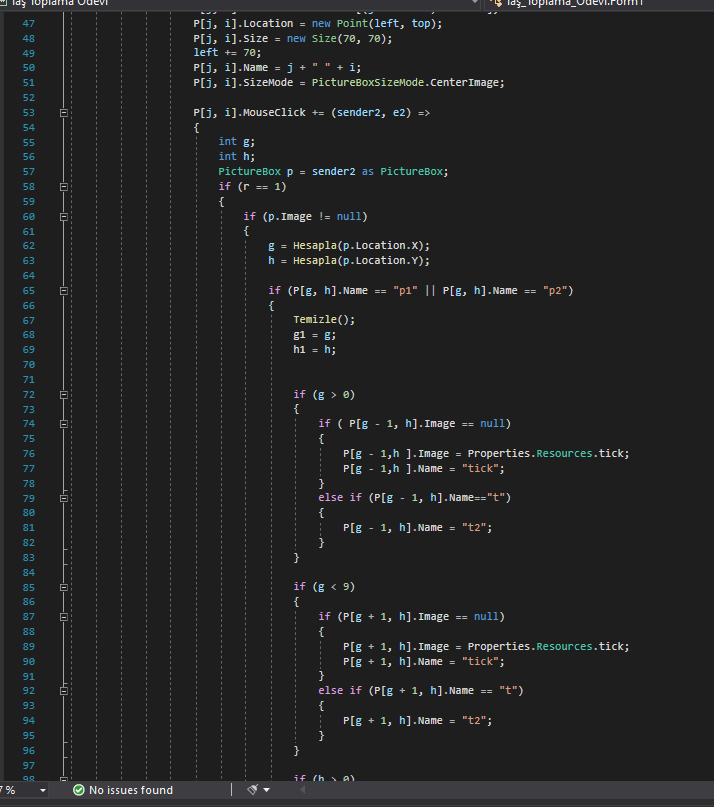 Taş Toplama Ödevi
Taş_Toplama_Odevi.Form1
47 P[j, i].Location = new Point(left, top);
48 P[j, i].Size = new Size(70, 70);
49 left += 70;
50 P[j, i].Name = j + " " + i;
51 P[j, i].SizeMode = PictureBoxSizeMode.CenterImage;
52
53 P[j, i].MouseClick += (sender2, e2) =>
54 {
55 int g;
56 int h;
57 PictureBox p = sender2 as PictureBox;
58 if (r == 1)
59 {
60 if (p.Image != null)
61 {
62 g = Hesapla(p.Location.X);
63 h = Hesapla(p.Location.Y);
64
65 if (P[g, h].Name == "p1" || P[g, h].Name == "p2")
66 {
67 Temizle();
68 g1 = g;
69 h1 = h;
70
71
72 if (g > 0)
73 {
74 if ( P[g - 1, h].Image == null)
75 {
76 P[g - 1,h ].Image = Properties.Resources.tick;
77 P[g - 1,h ].Name = "tick";
78 }
79 else if (P[g - 1, h].Name=="t")
80 {
81 P[g - 1, h].Name = "t2";
82 }
83 }
84
85 if (g < 9)
86 {
87 if (P[g + 1, h].Image == null)
88 {
89 P[g + 1, h].Image = Properties.Resources.tick;
90 P[g + 1, h].Name = "tick";
91 }
92 else if (P[g + 1, h].Name == "t")
93 {
94 P[g + 1, h].Name = "t2";
95 }
96 }
97
98 if (h > 0)
% No issues found